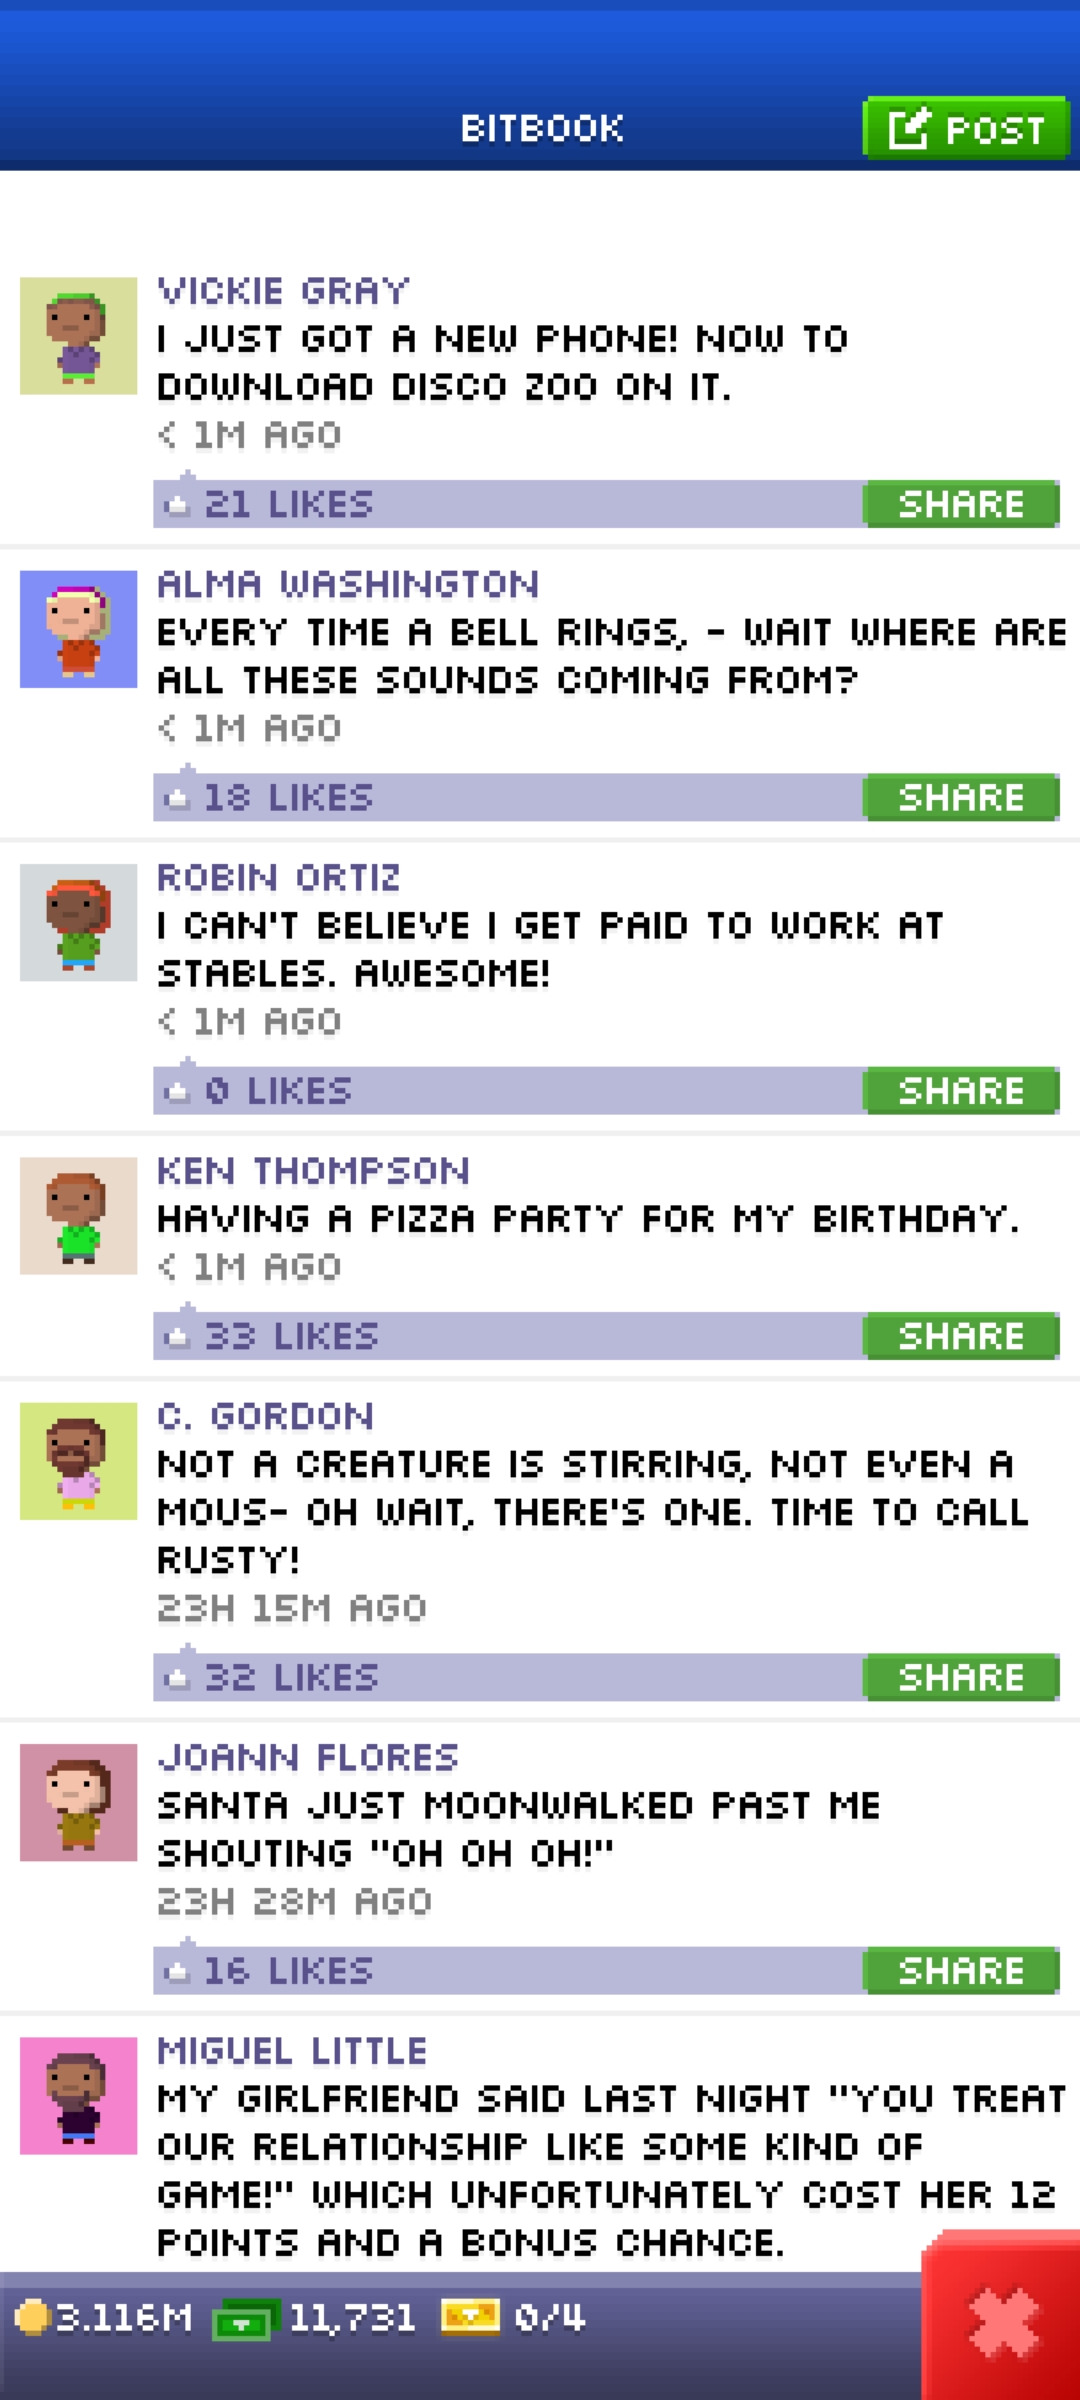 BITBOOK
POST
VICKIE GRAY
I JUST GOT A NEW PHONE! NOW TO
DOWNLOAD DISCO ZOO ON IT.
< 1M AGO
21 LIKES
SHARE
ALMA WASHINGTON
EVERY TIME A BELL RINGS, - WAIT WHERE ARE
ALL THESE SOUNDS COMING FROM?
< 1M AGO
18 LIKES
SHARE
ROBIN ORTIZ
I CAN'T BELIEVE I GET PAID TO WORK AT
STABLES. AWESOME!
< 1M AGO
0 LIKES
SHARE
KEN THOMPSON
HAVING A PIZZA PARTY FOR MY BIRTHDAY.
< 1M AGO
33 LIKES
SHARE
C. GORDON
NOT A CREATURE IS STIRRING, NOT EVEN A
MOUS- OH WAIT, THERE'S ONE. TIME TO CALL
RUSTY!
23H 15M AGO
32 LIKES
SHARE
JOANN FLORES
SANTA JUST MOONWALKED PAST ME
SHOUTING "OH OH OH!"
23H 28M AGO
16 LIKES
SHARE
MIGUEL LITTLE
MY GIRLFRIEND SAID LAST NIGHT "YOU TREAT
OUR RELATIONSHIP LIKE SOME KIND OF
GAME!" WHICH UNFORTUNATELY COST HER 12
POINTS AND A BONUS CHANCE.
3.116M 11,731 0/4